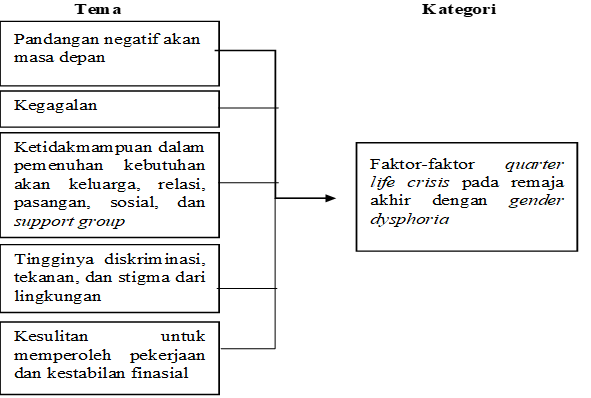 Tema
Kategori
Pandangan negatif akan
masa depan
Kegagalan
Ketidakmampuan dalam
pemenuhan kebutuhan
akan keluarga, relasi,
pasangan, sosial, dan
support group
Tingginya diskriminasi,
tekanan, dan stigma dari
lingkungan
Kesulitan untuk
memperoleh pekerjaan
dan kestabilan finasial
Faktor-faktor quarter
life crisis pada remaja
akhir dengan gender
dysphoria